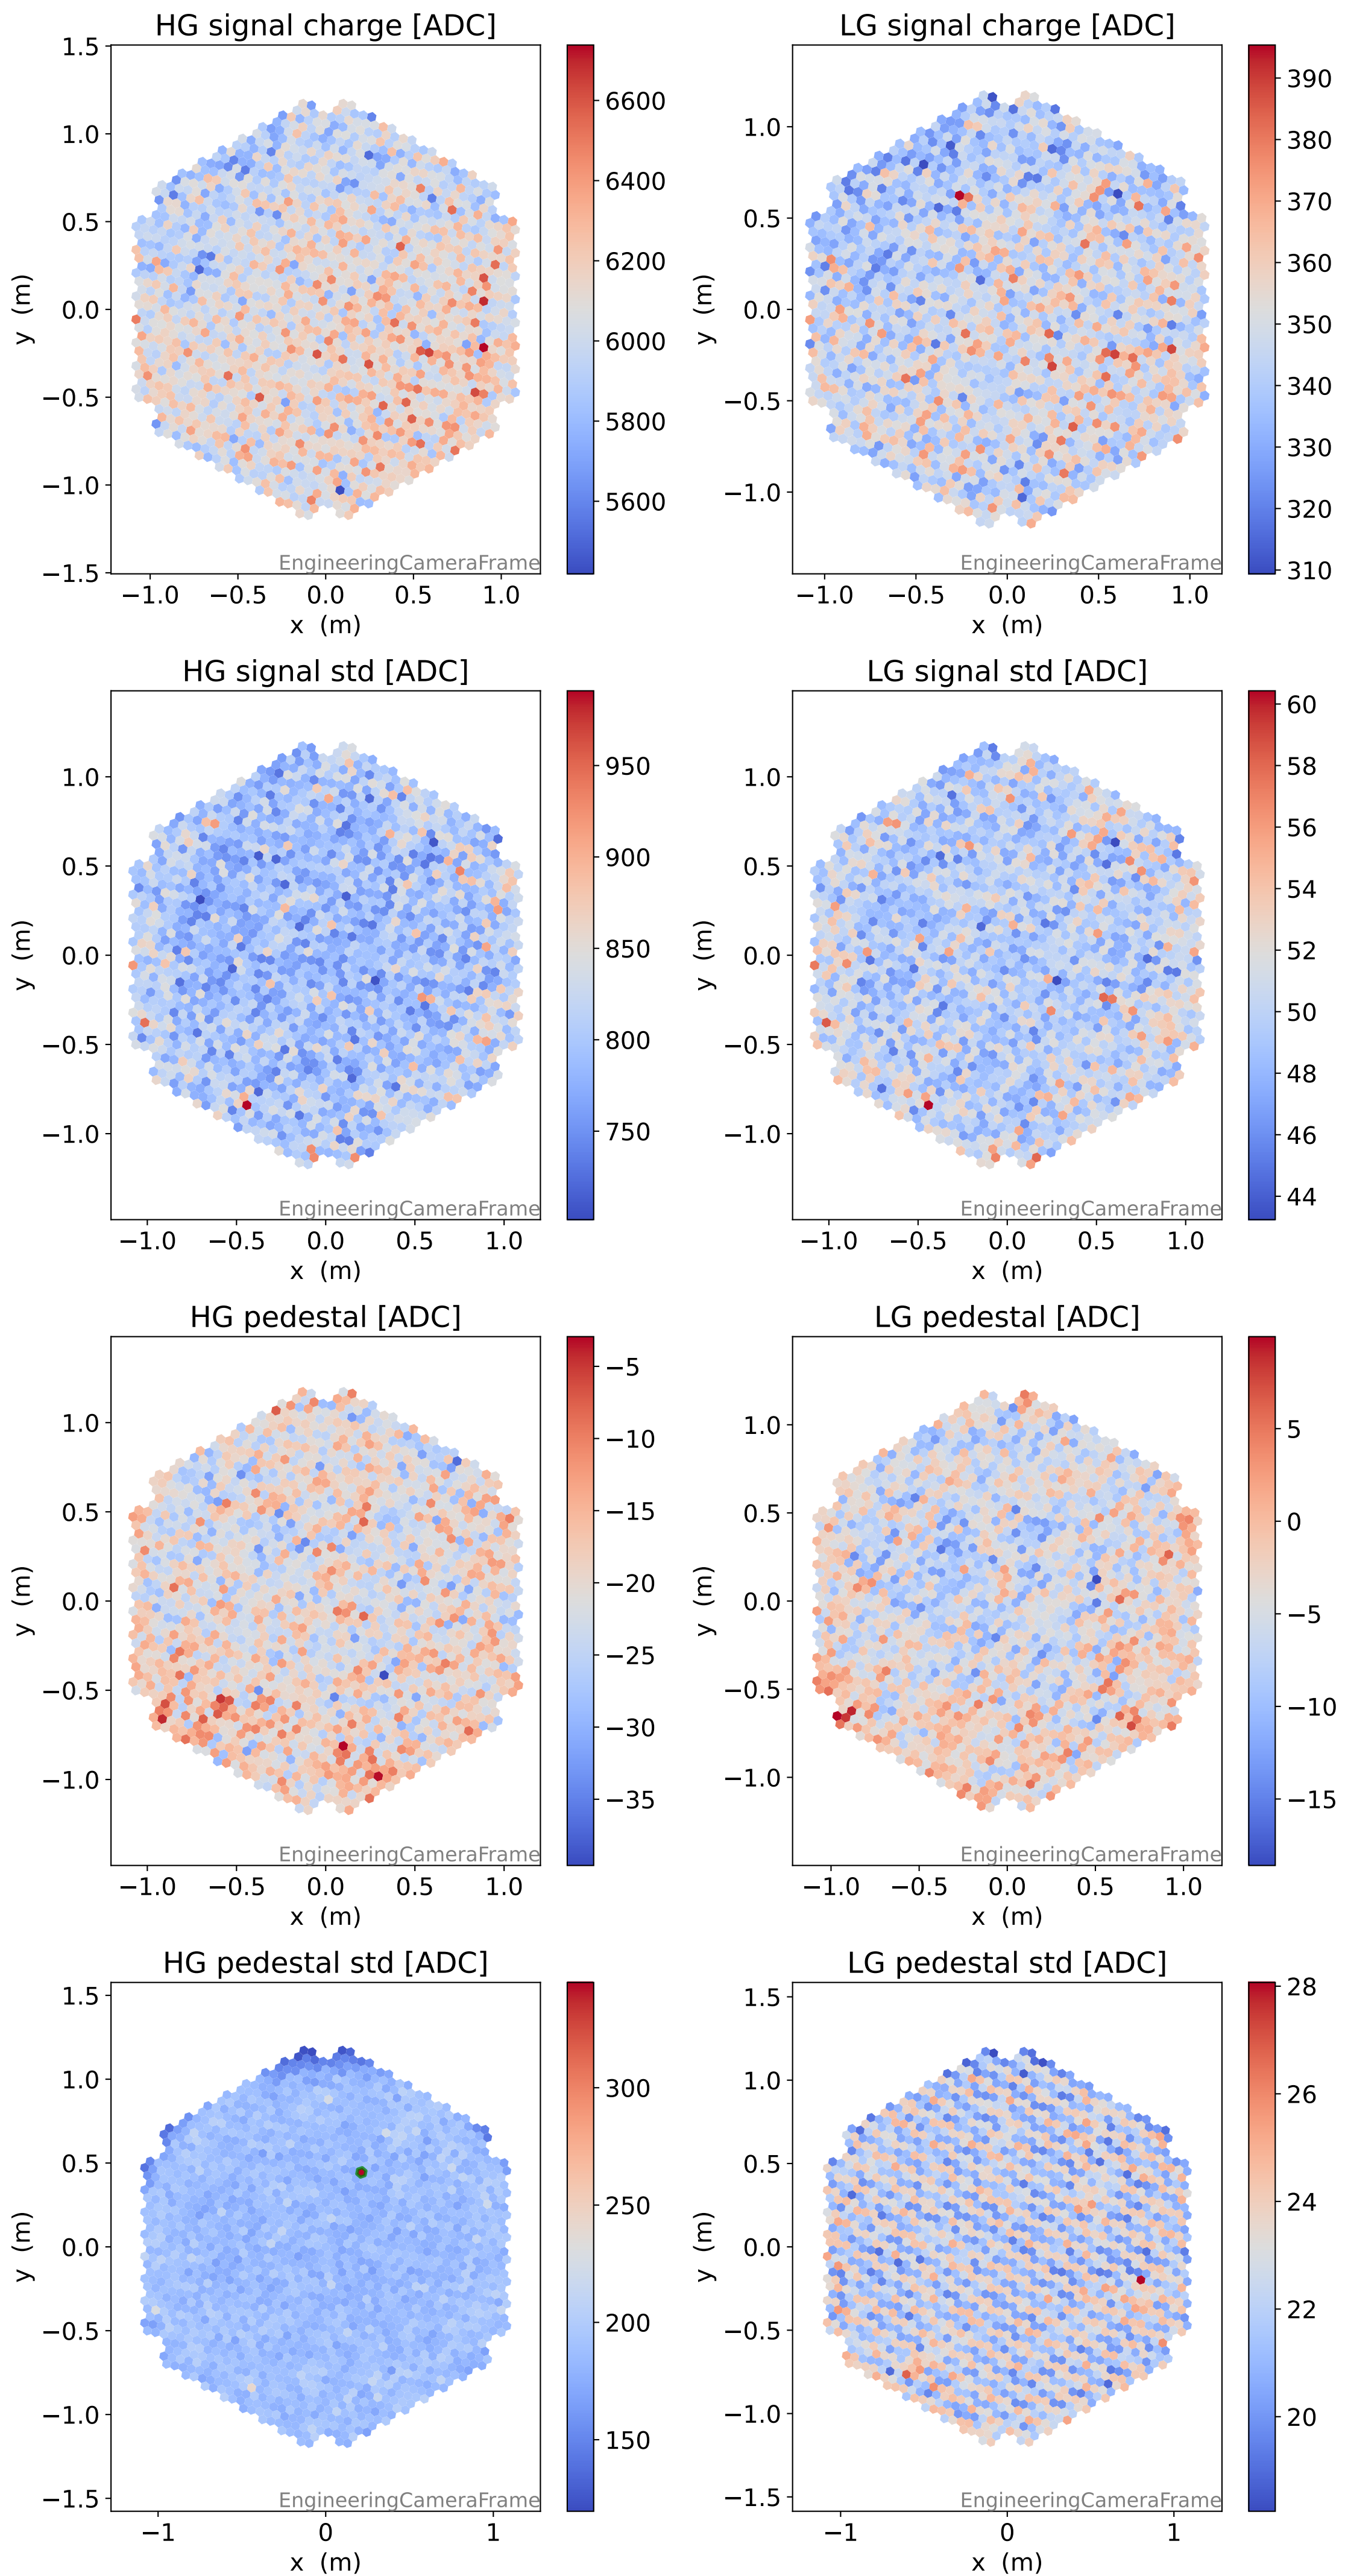 HG signal charge [ADC]
1.5
1.0
0.5
0.0
−0.5
−1.0
−1.5
y (m)
EngineeringCameraFrame
−1.0 −0.5 0.0 0.5 1.0
x (m)
6600
6400
6200
6000
5800
5600
LG signal charge [ADC]
1.0
0.5
0.0
−0.5
−1.0
y (m)
EngineeringCameraFrame
−1.0 −0.5 0.0 0.5 1.0
x (m)
390
380
370
360
350
340
330
320
310
HG signal std [ADC]
1.0
0.5
0.0
−0.5
−1.0
y (m)
EngineeringCameraFrame
−1.0 −0.5 0.0 0.5 1.0
x (m)
950
900
850
800
750
LG signal std [ADC]
1.0
0.5
0.0
−0.5
−1.0
y (m)
EngineeringCameraFrame
−1.0 −0.5 0.0 0.5 1.0
x (m)
60
58
56
54
52
50
48
46
44
HG pedestal [ADC]
1.0
0.5
0.0
−0.5
−1.0
y (m)
EngineeringCameraFrame
−1.0 −0.5 0.0 0.5 1.0
x (m)
−5
−10
−15
−20
−25
−30
−35
LG pedestal [ADC]
1.0
0.5
0.0
−0.5
−1.0
y (m)
EngineeringCameraFrame
−1.0 −0.5 0.0 0.5 1.0
x (m)
5
0
−5
−10
−15
HG pedestal std [ADC]
1.5
1.0
0.5
0.0
−0.5
−1.0
−1.5
y (m)
EngineeringCameraFrame
−1 0 1
x (m)
300
250
200
150
LG pedestal std [ADC]
1.5
1.0
0.5
0.0
−0.5
−1.0
−1.5
y (m)
EngineeringCameraFrame
−1 0 1
x (m)
28
26
24
22
20